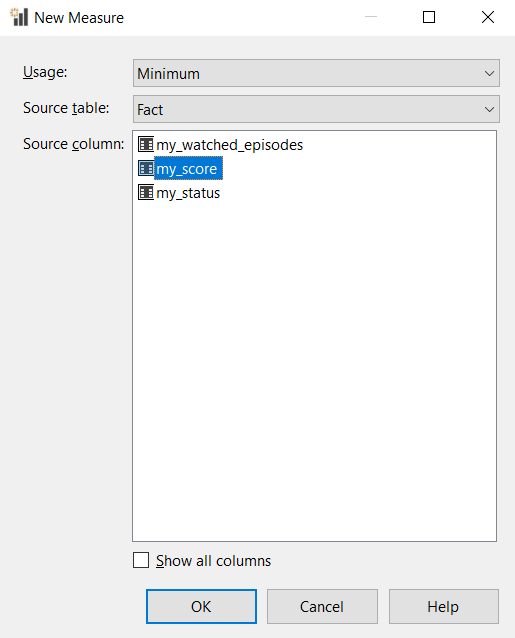 New Measure
Usage: Minimum
Source table: Fact
Source column: my_watched_episodes
my_score
my_status
Show all columns
OK Cancel Help